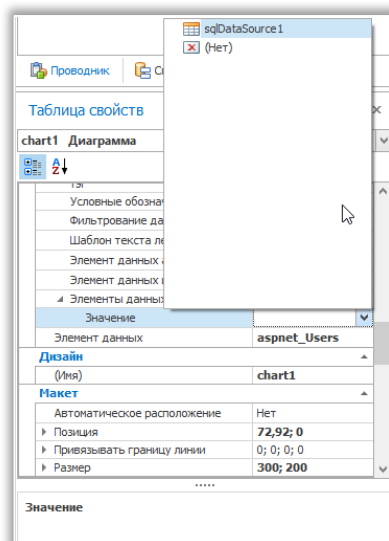 sqlDataSource1
(Нет)
Проводник
Таблица свойств
chart1 Диаграмма
Условные обознач
Фильтрование да
Шаблон текста ле
Элемент данных
Элемент данных
Элементы данных
Значение
Элемент данных aspnet_Users
Дизайн
(Имя) chart1
Макет
Автоматическое расположение Нет
Позиция 72,92; 0
Привязывать границу линии 0; 0; 0; 0
Размер 300; 200
Значение